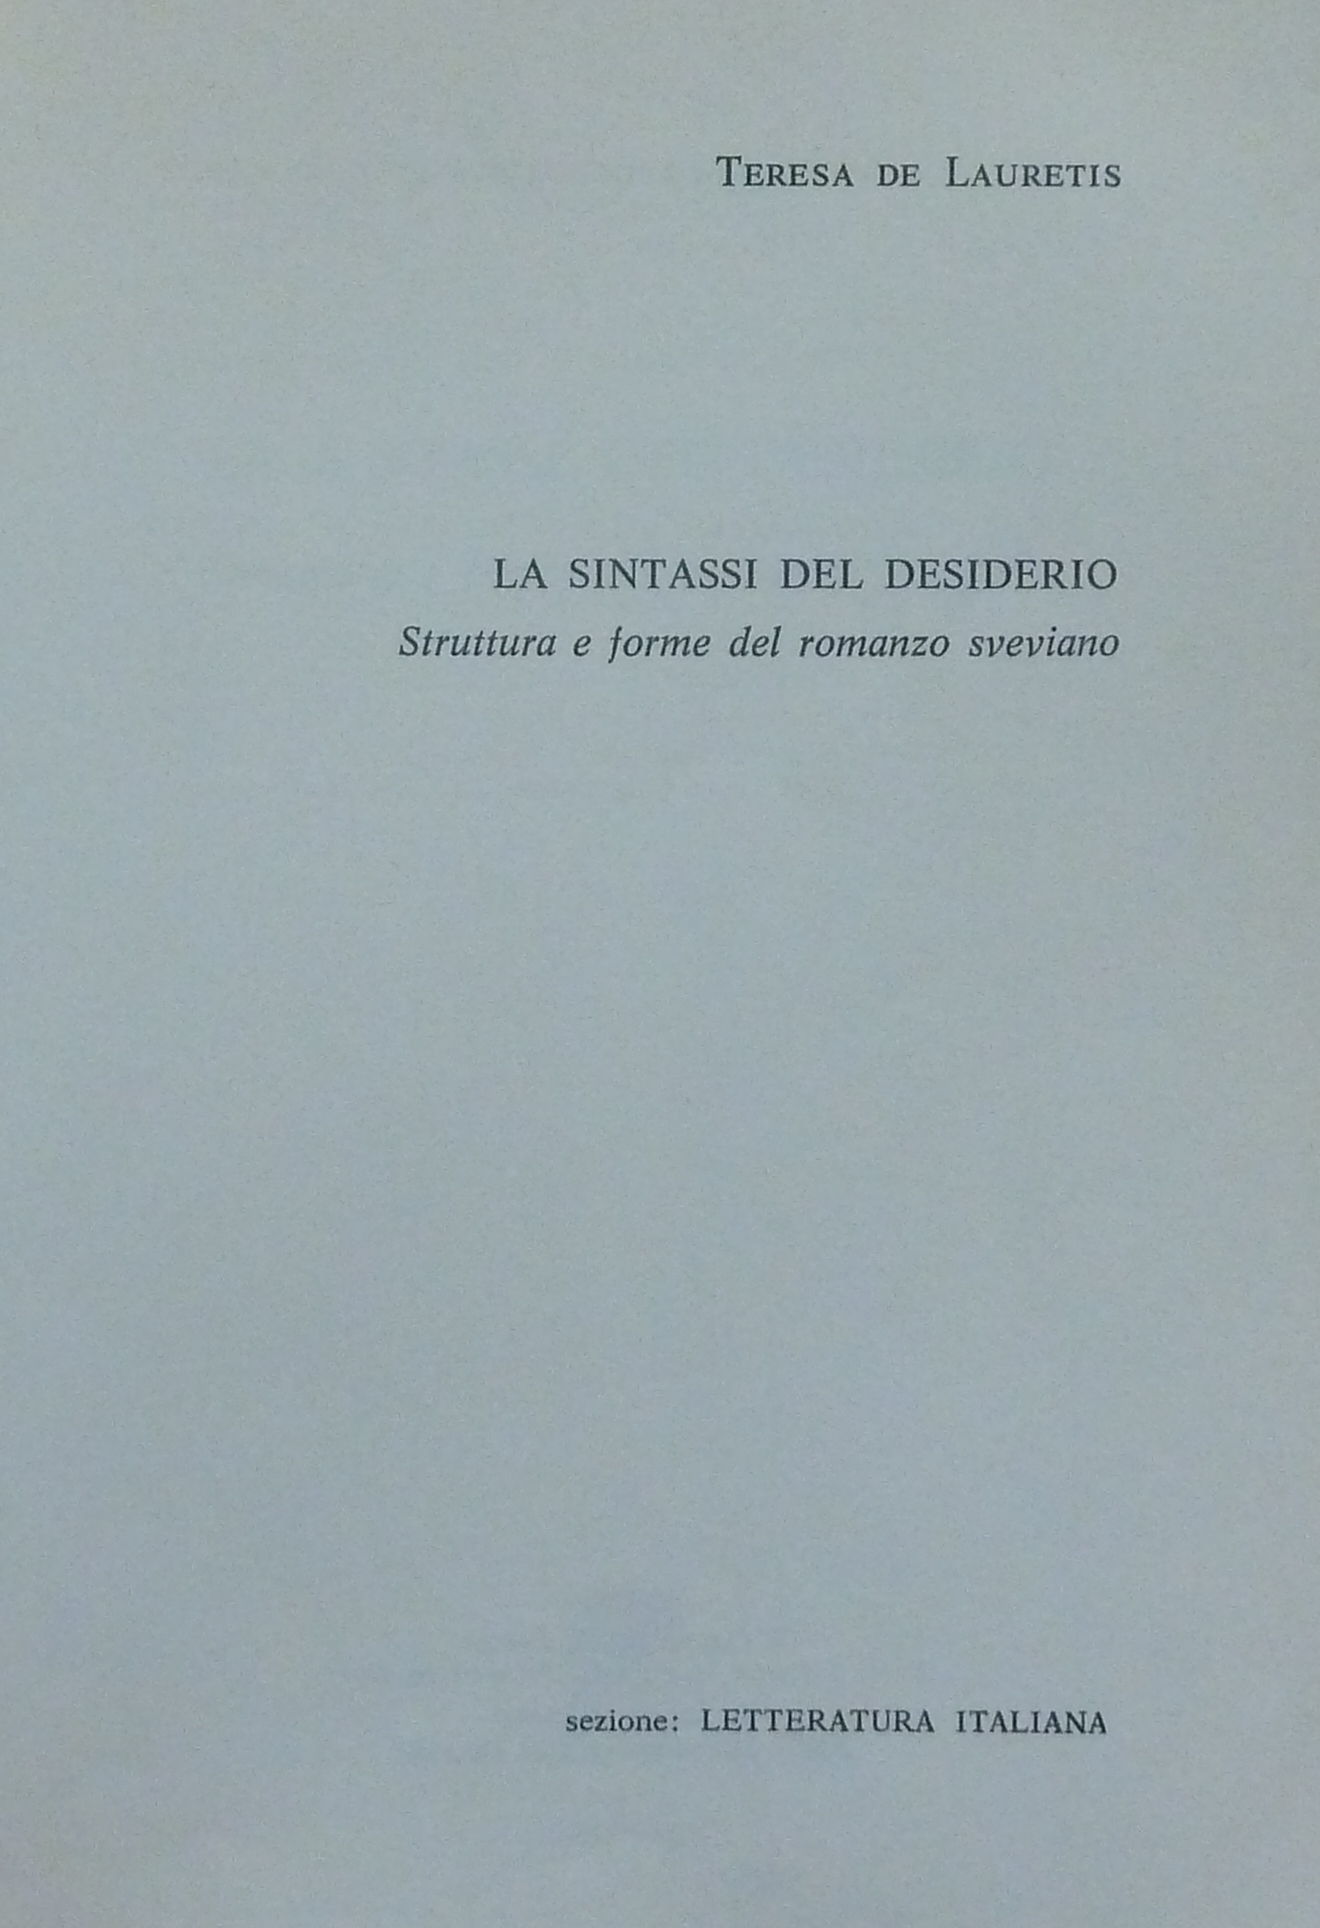 TERESA DE LAURETIS
LA SINTASSI DEL DESIDERIO
Struttura e forme del romanzo sveviano
sezione: LETTERATURA ITALIANA